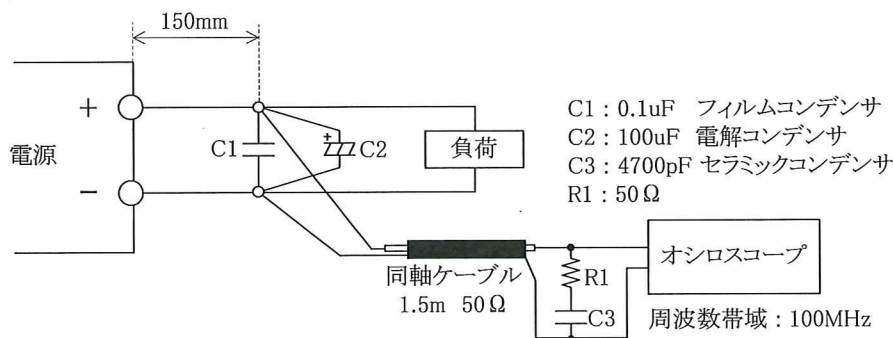 150mm
+
電源
−
C1
+
C2
負荷
C1 : 0.1uF フィルムコンデンサ
C2 : 100uF 電解コンデンサ
C3 : 4700pF セラミックコンデンサ
R1 : 50Ω
同軸ケーブル
1.5m 50Ω
R1
C3
オシロスコープ
周波数帯域 : 100MHz